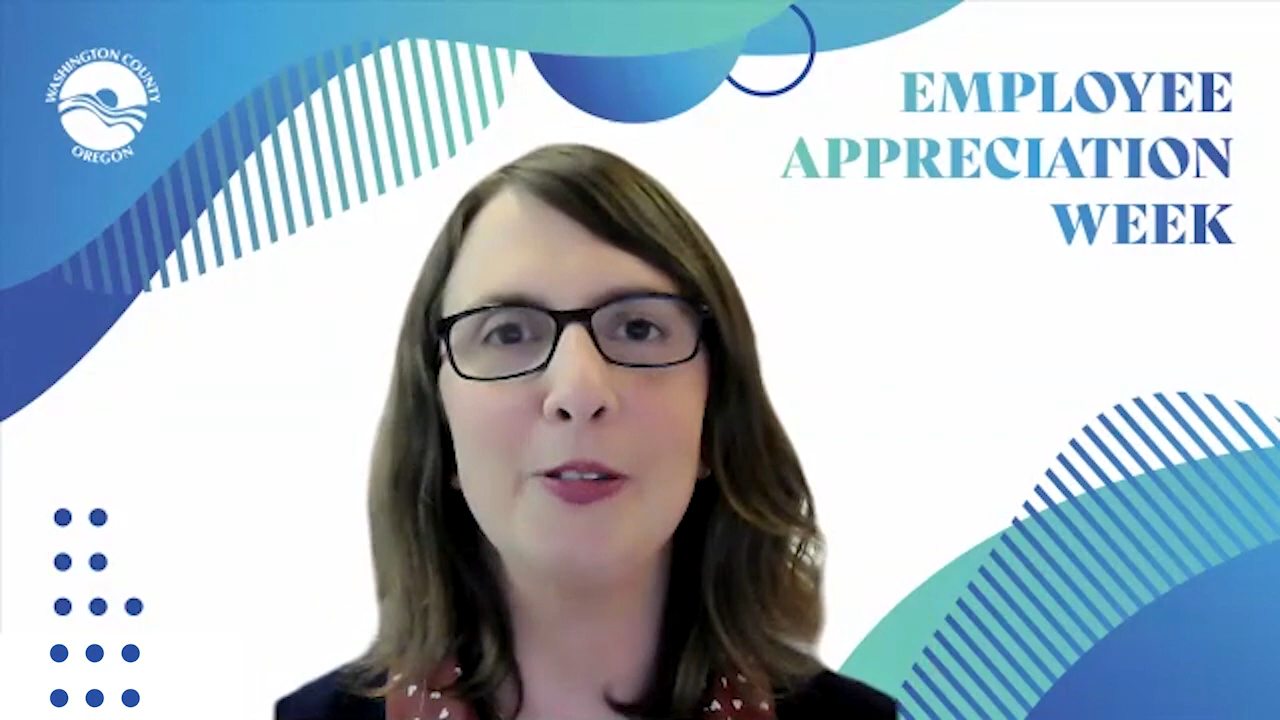 WASHINGTON COUNTY
OREGON
EMPLOYEE
APPRECIATION
WEEK